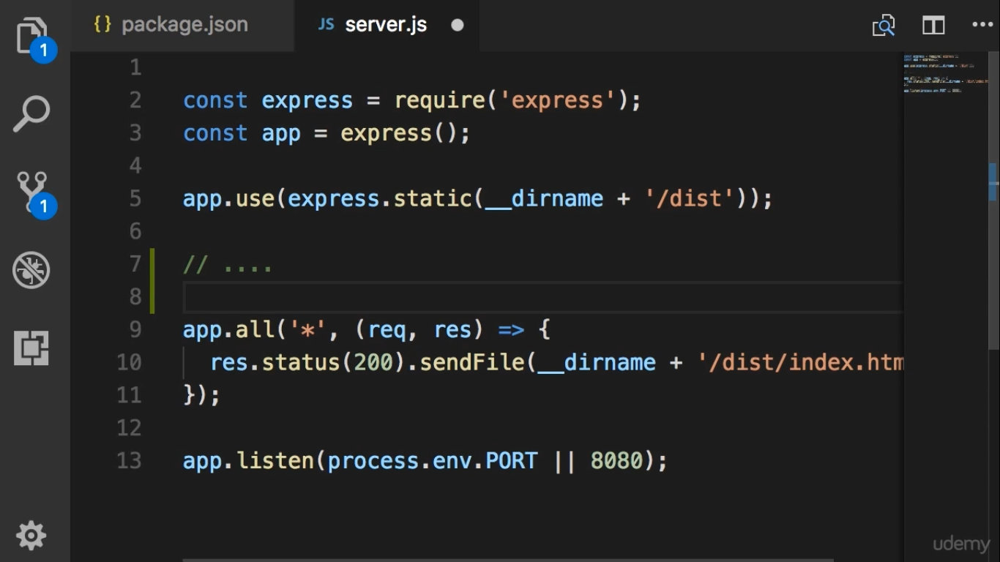 { } package.json JS server.js
1
1
1
2 const express = require('express');
3 const app = express();
4
5 app.use(express.static(__dirname + '/dist'));
6
7 // ....
8
9 app.all('*', (req, res) => {
10 res.status(200).sendFile(__dirname + '/dist/index.htm
11 });
12
13 app.listen(process.env.PORT || 8080);
udemy